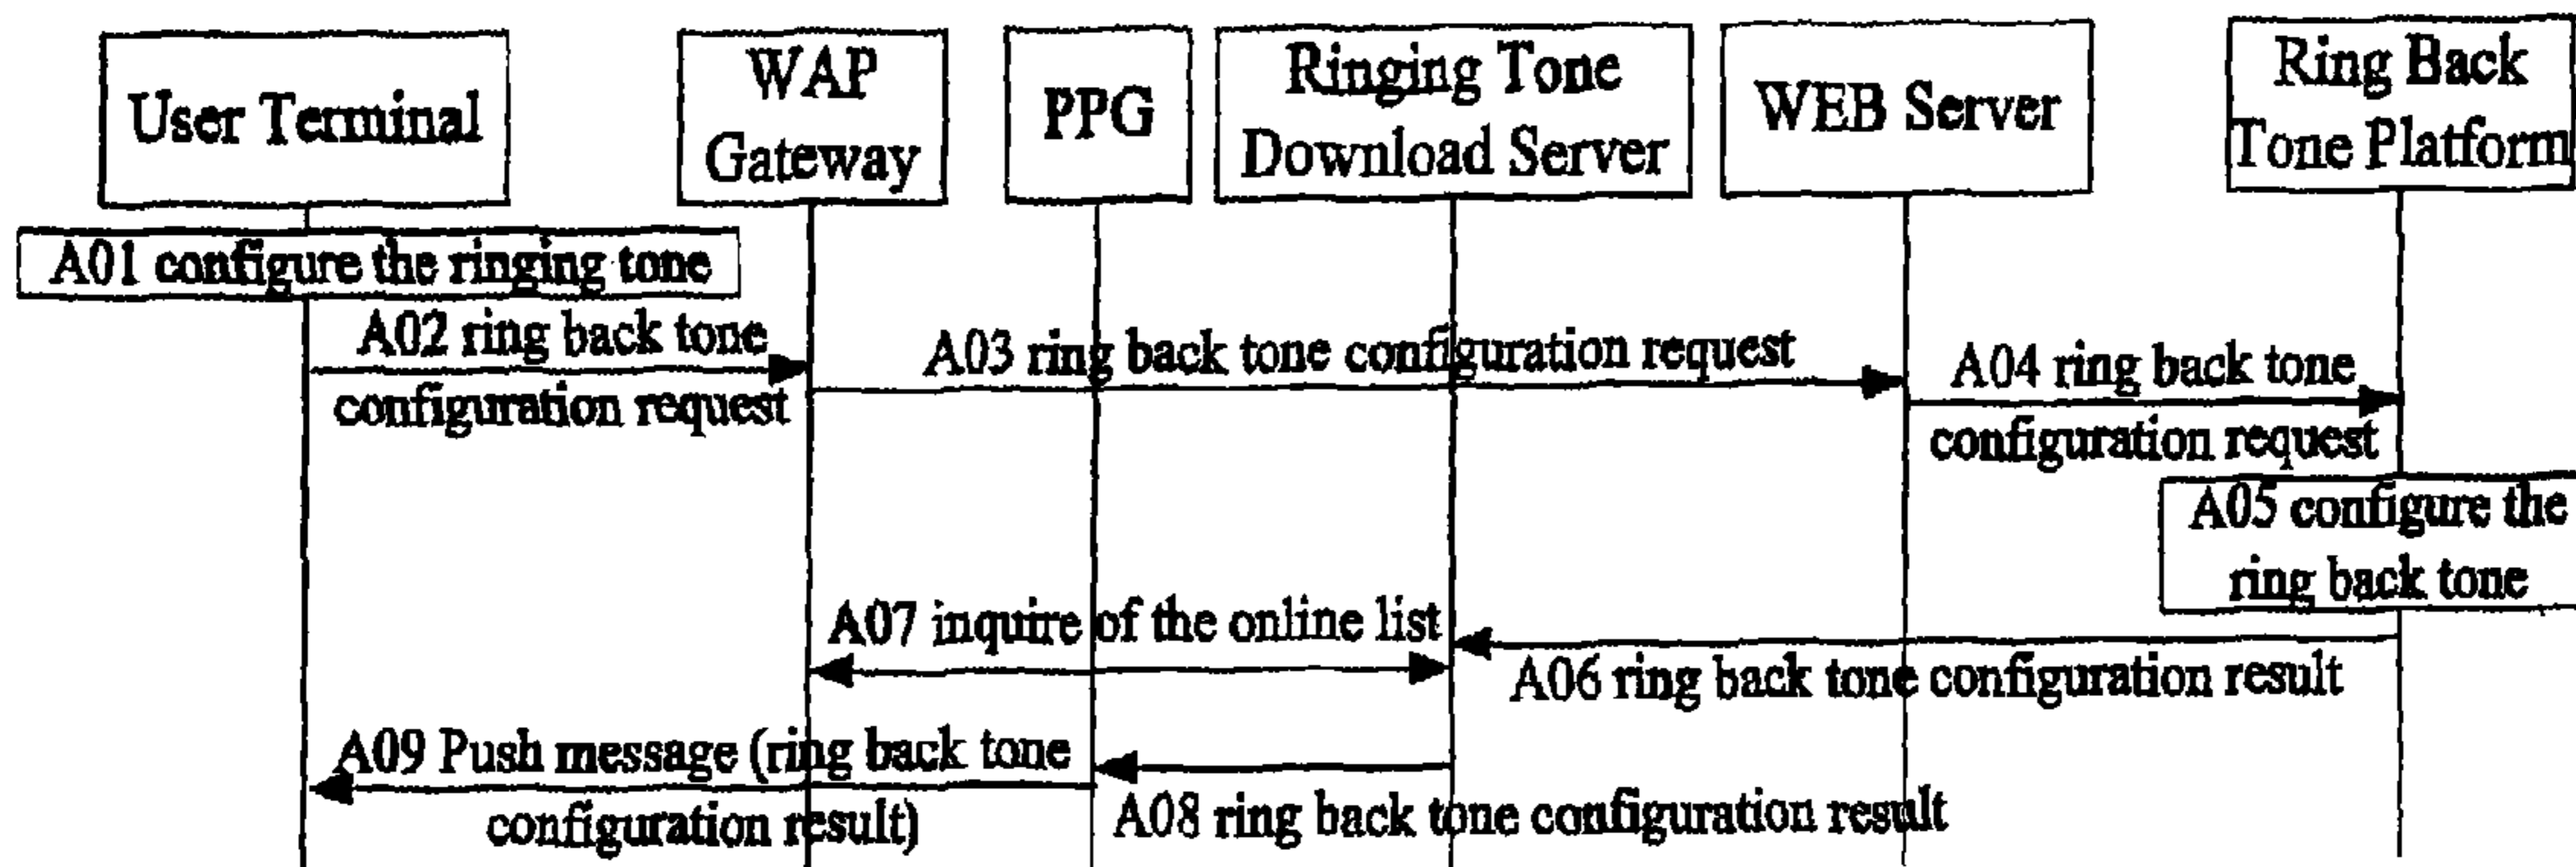 User Terminal
WAP
Gateway
PPG
Ringing Tone
Download Server
WEB Server
Ring Back
Tone Platform
A01 configure the ringing tone
A02 ring back tone
configuration request
A03 ring back tone configuration request
A04 ring back tone
configuration request
A05 configure the
ring back tone
A06 ring back tone configuration result
A07 inquire of the online list
A08 ring back tone configuration result
A09 Push message (ring back tone
configuration result)